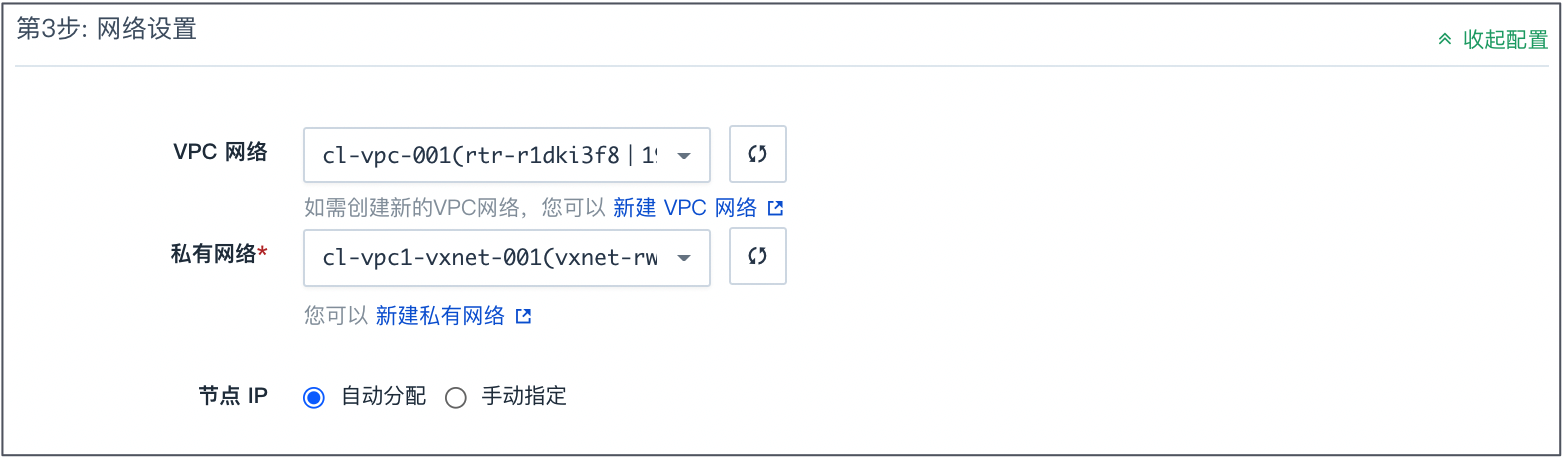 第3步: 网络设置
收起配置
VPC 网络 cl-vpc-001(rtr-r1dki3f8｜19
如需创建新的VPC网络，您可以 新建 VPC 网络
私有网络* cl-vpc1-vxnet-001(vxnet-rw
您可以 新建私有网络
节点 IP 自动分配 手动指定